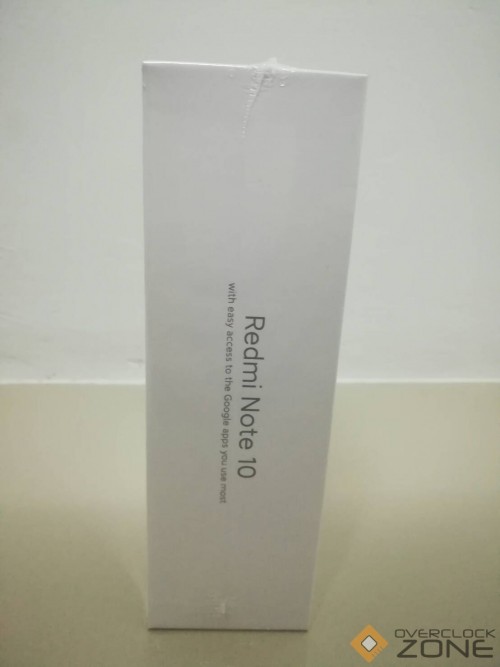 Redmi Note 10
with easy access to the Google apps you use most
OVERCLOCK
ZONE